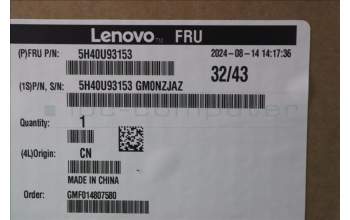 Lenovo™ FRU
(P)FRU P/N: 5H40U93153 2024-08-14 14:17:36
32/43
(1S)P/N, S/N: 5H40U93153 GM0NZJAZ
Quantity: 1
(4L)Origin: CN
MADE IN CHINA
Order: GMF014807580